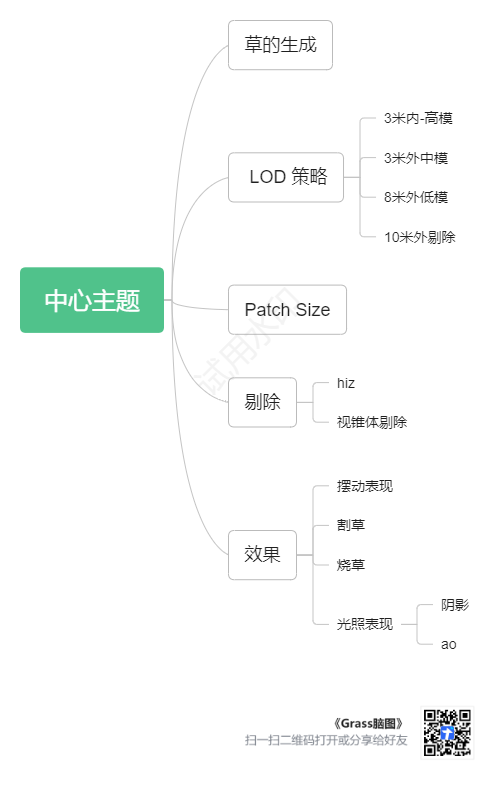 草的生成
3米内-高模
3米外中模
LOD 策略
8米外低模
10米外剔除
中心主题
Patch Size
试用水印
hiz
剔除
视锥体剔除
摆动表现
割草
效果
烧草
光照表现
阴影
ao
《Grass脑图》
扫一扫二维码打开或分享给好友